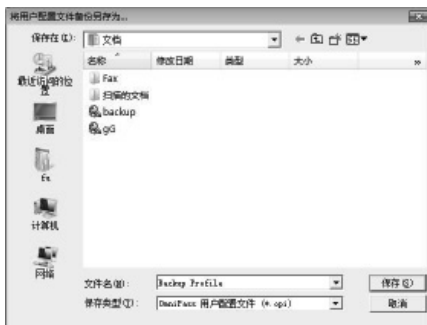 将用户配置文件备份另存为...
保存在(I): 文档
名称 修改日期 类型 大小 »
Fax
扫描的文档
backup
gG
最近访问的位置
桌面
fs
计算机
网络
文件名(N): Backup Profile 保存(S)
保存类型(T): OmniPass 用户配置文件 (*.opi) 取消